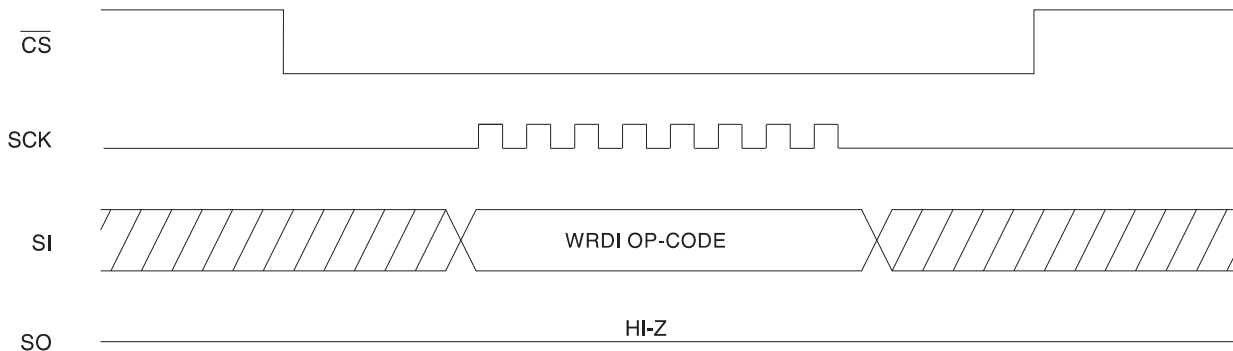 CS
SCK
SI
WRDI OP-CODE
HI-Z
SO